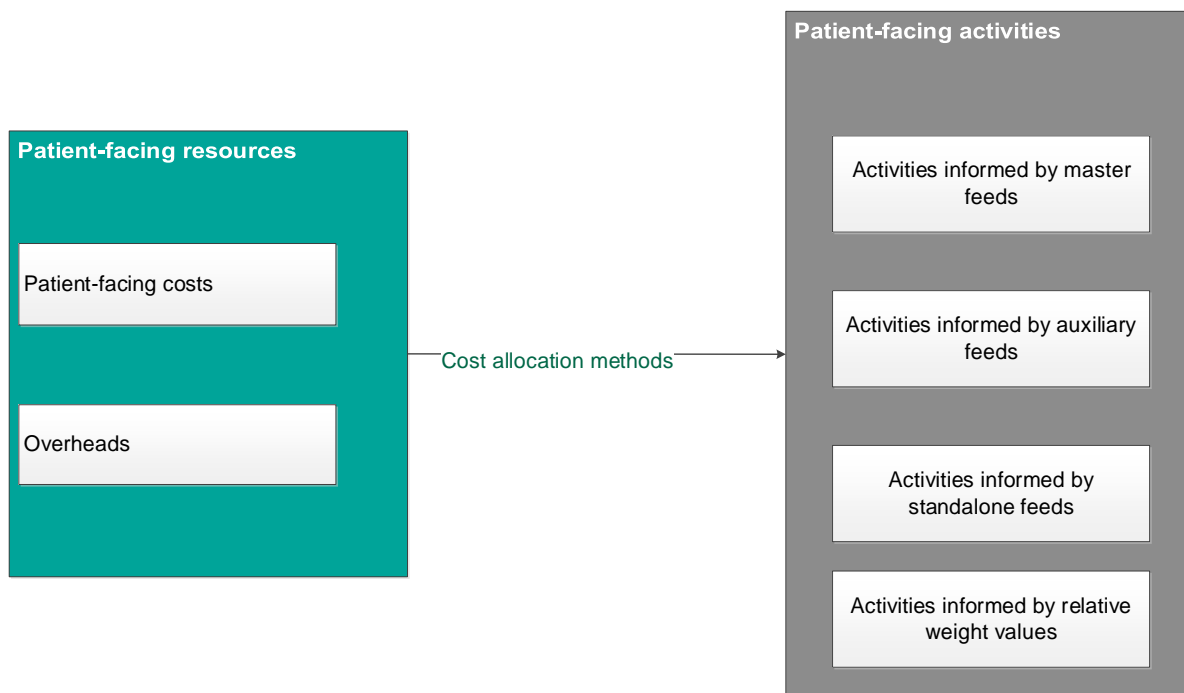 Patient-facing resources
Patient-facing costs
Overheads
Cost allocation methods
Patient-facing activities
Activities informed by master
feeds
Activities informed by auxiliary
feeds
Activities informed by
standalone feeds
Activities informed by relative
weight values